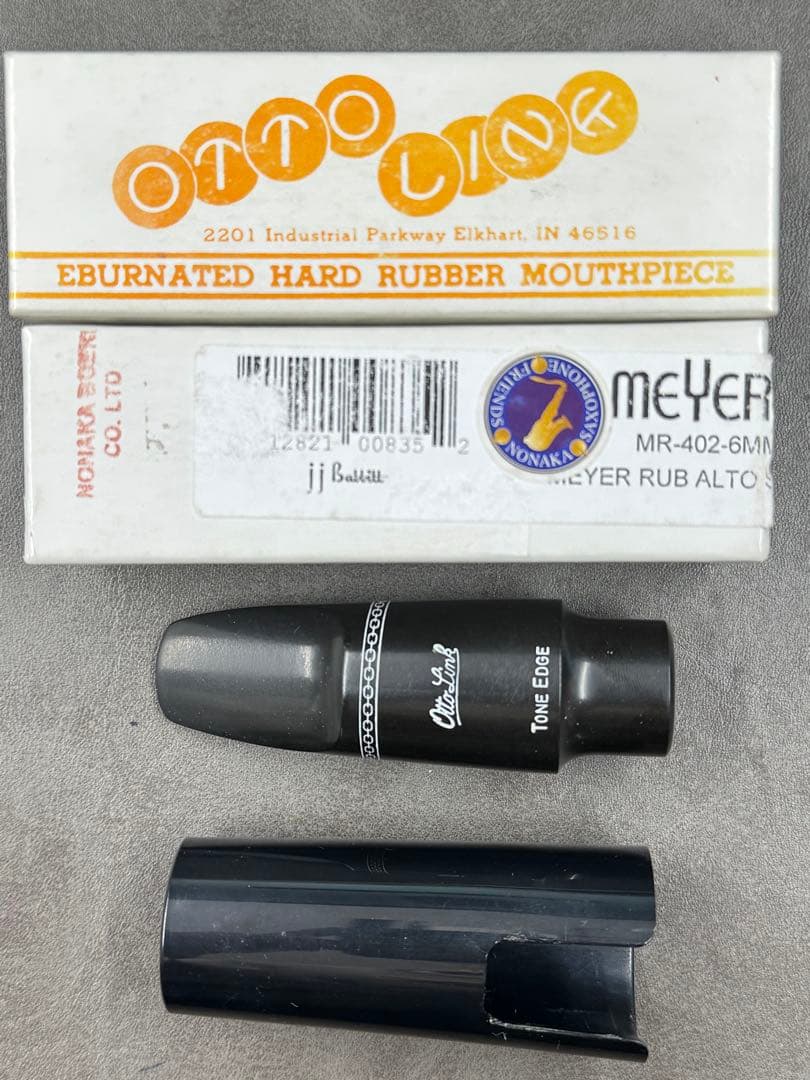 OTTO LINK
2201 Industrial Parkway Elkhart, IN 46516
EBURNATED HARD RUBBER MOUTHPIECE
NONAKA
CO. LTD
12821 00835 2
jj Babbitt
SAXOPHONE FRIENDS
NONAKA
MEYER
MR-402-6MM
MEYER RUB ALTO S
Otto Link
TONE EDGE